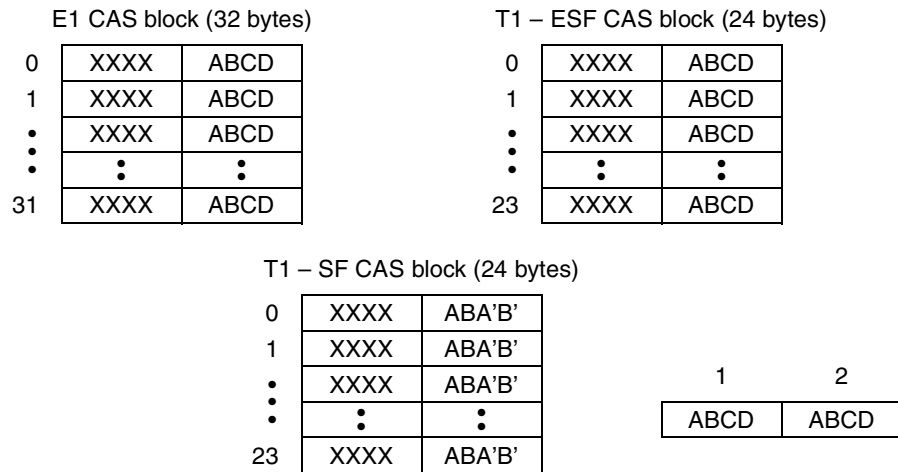 E1 CAS block (32 bytes)
0 XXXX ABCD
1 XXXX ABCD
XXXX ABCD
31 XXXX ABCD
T1 – ESF CAS block (24 bytes)
0 XXXX ABCD
1 XXXX ABCD
XXXX ABCD
23 XXXX ABCD
T1 – SF CAS block (24 bytes)
0 XXXX ABA'B'
1 XXXX ABA'B'
XXXX ABA'B'
23 XXXX ABA'B'
1 2
ABCD ABCD